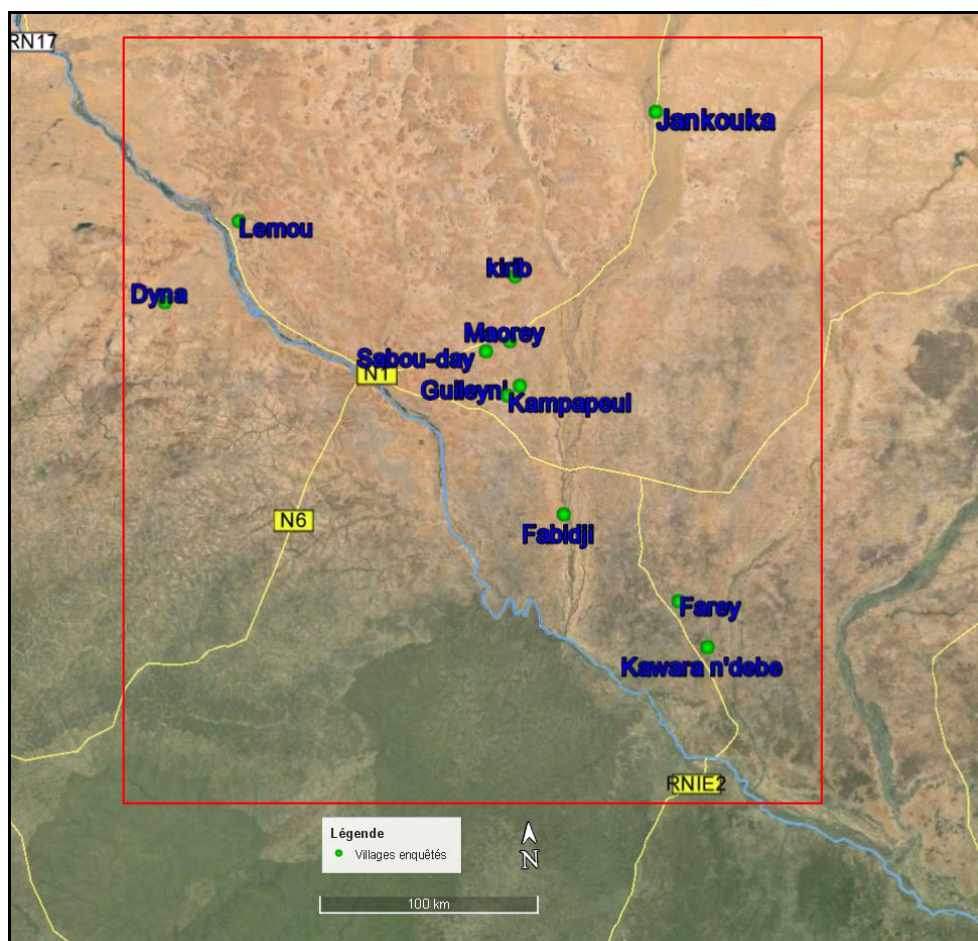 RN17
Jankouka
Lemou
kirib
Dyna
Maorey
Sabou-day
N1
Guileyni
Kampapeul
N6
Fabidji
Farey
Kawara n'debe
RNIE2
Légende
Villages enquêtés
N
100 km